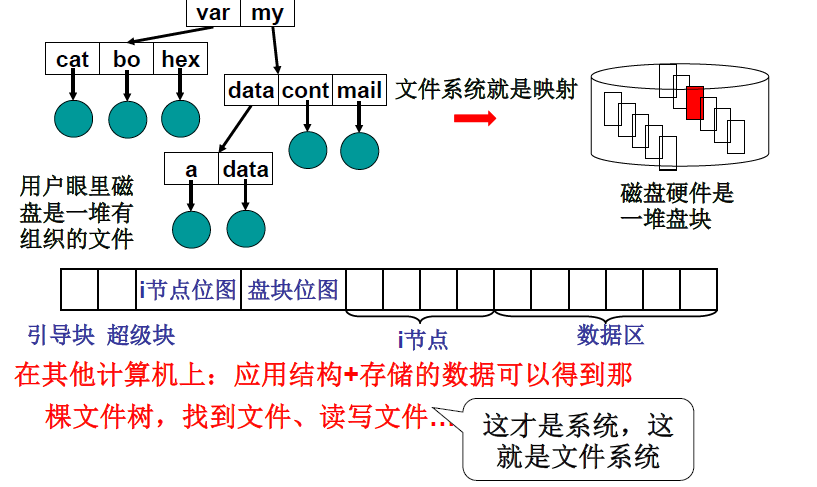 var my
cat bo hex
data cont mail
文件系统就是映射
a data
用户眼里磁
盘是一堆有
组织的文件
磁盘硬件是
一堆盘块
i节点位图 盘块位图
引导块 超级块 i节点 数据区
在其他计算机上：应用结构+存储的数据可以得到那
棵文件树，找到文件、读写文件…
这才是系统，这
就是文件系统